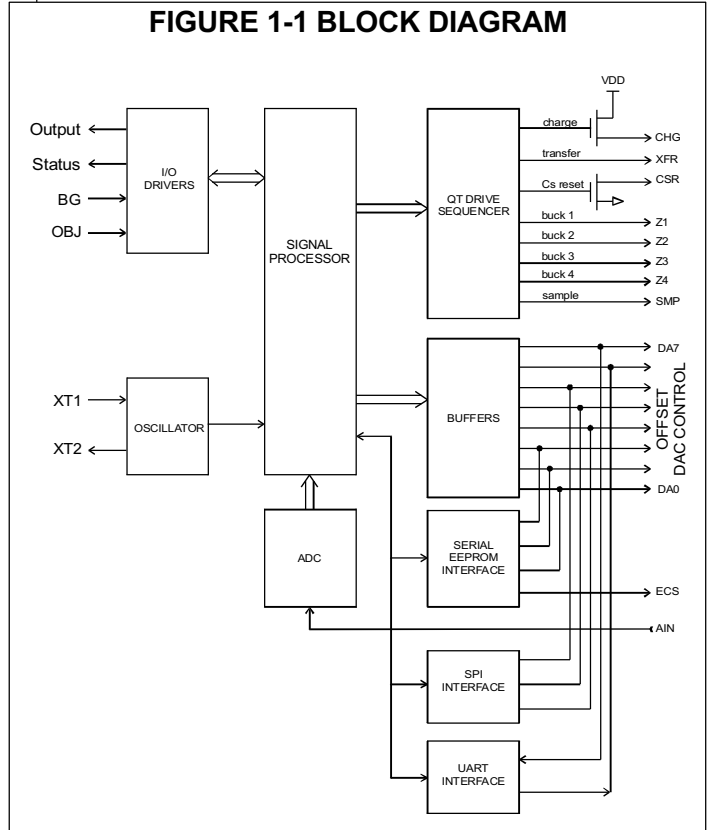 FIGURE 1-1 BLOCK DIAGRAM
VDD
Output
Status
BG
OBJ
I/O
DRIVERS
SIGNAL
PROCESSOR
QT DRIVE
SEQUENCER
charge
CHG
transfer
XFR
Cs reset
CSR
buck 1
Z1
buck 2
Z2
buck 3
Z3
buck 4
Z4
sample
SMP
XT1
XT2
OSCILLATOR
BUFFERS
DA7
OFFSET
DAC CONTROL
DA0
ADC
SERIAL
EEPROM
INTERFACE
ECS
AIN
SPI
INTERFACE
UART
INTERFACE